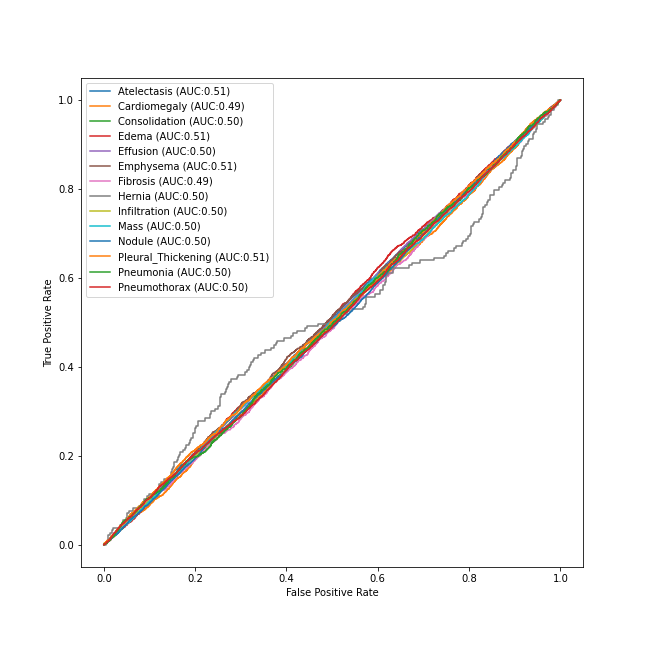 Atelectasis (AUC:0.51)
Cardiomegaly (AUC:0.49)
Consolidation (AUC:0.50)
Edema (AUC:0.51)
Effusion (AUC:0.50)
Emphysema (AUC:0.51)
Fibrosis (AUC:0.49)
Hernia (AUC:0.50)
Infiltration (AUC:0.50)
Mass (AUC:0.50)
Nodule (AUC:0.50)
Pleural_Thickening (AUC:0.51)
Pneumonia (AUC:0.50)
Pneumothorax (AUC:0.50)
1.0
0.8
0.6
0.4
0.2
0.0
True Positive Rate
0.0 0.2 0.4 0.6 0.8 1.0
False Positive Rate